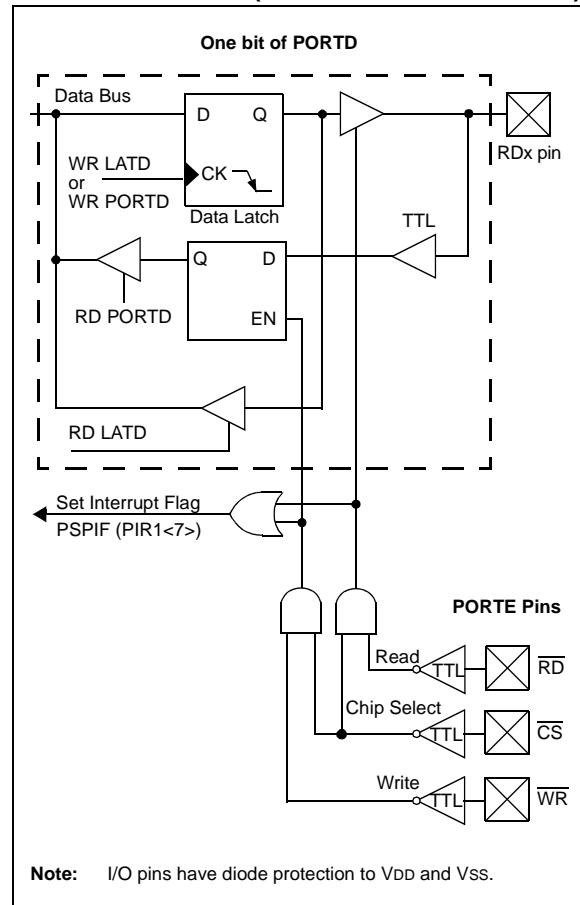 One bit of PORTD
Data Bus
D Q
RDx pin
WR LATD
or
WR PORTD
CK
Data Latch
TTL
Q D
EN
RD PORTD
RD LATD
Set Interrupt Flag
PSPIF (PIR1<7>)
PORTE Pins
Read
TTL
RD
Chip Select
TTL
CS
Write
TTL
WR
Note: I/O pins have diode protection to VDD and VSS.